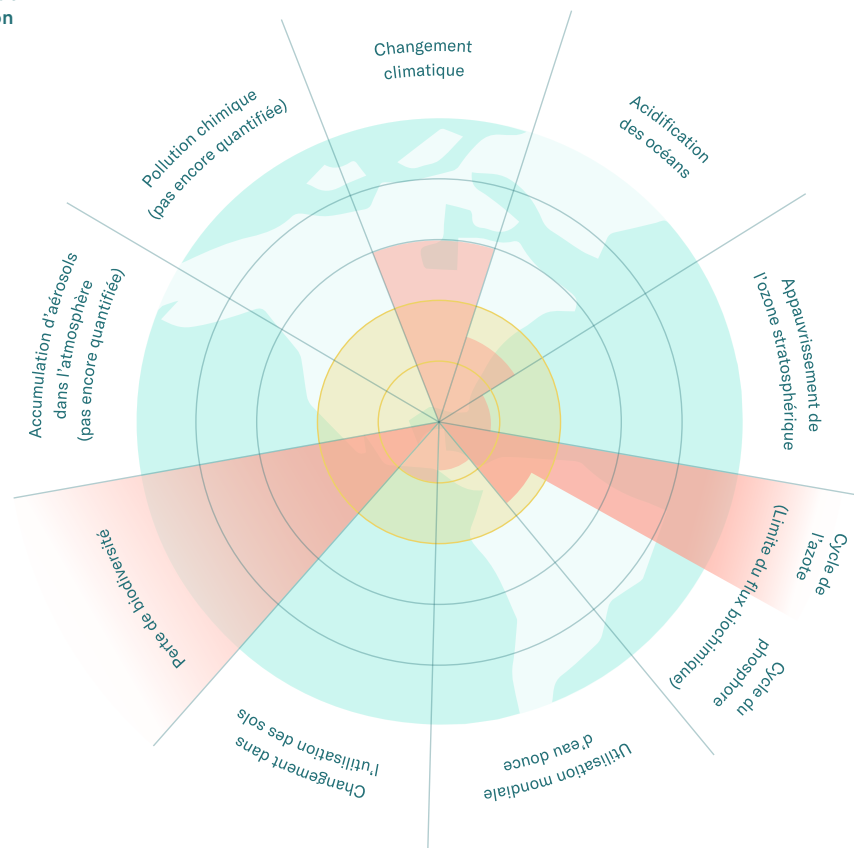 on
Changement
climatique
Acidification
des océans
Appauvrissement de
l'ozone stratosphérique
Cycle de
l'azote
(Limite du flux biochimique)
Cycle du
phosphore
Utilisation mondiale
d'eau douce
Changement dans
l'utilisation des sols
Perte de biodiversité
Accumulation d'aérosols
dans l'atmosphère
(pas encore quantifiée)
Pollution chimique
(pas encore quantifiée)